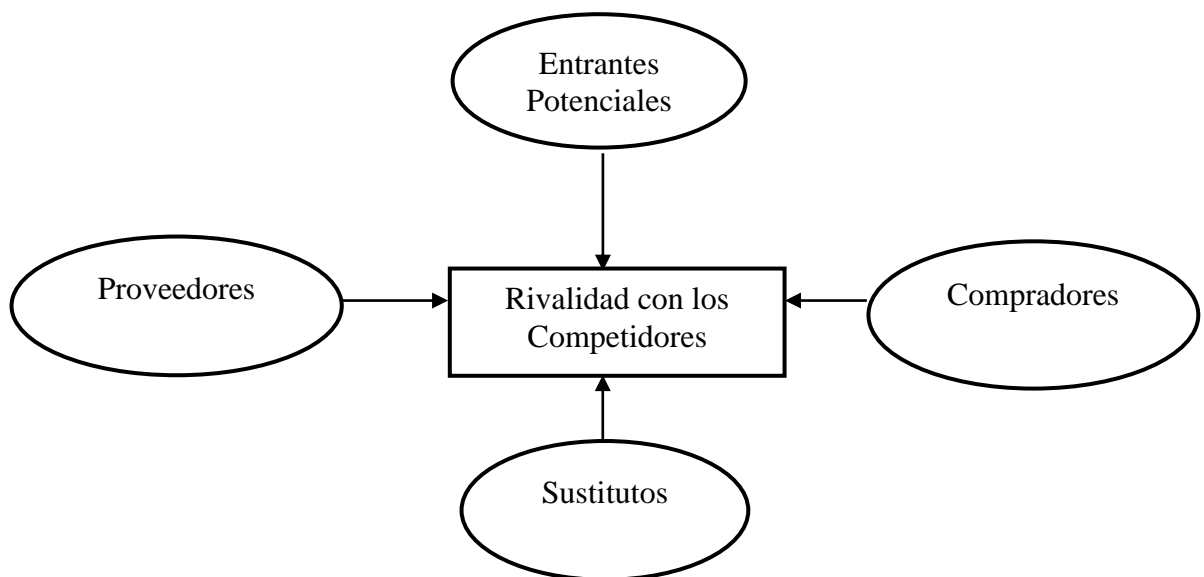 Entrantes
Potenciales
Proveedores
Rivalidad con los
Competidores
Compradores
Sustitutos